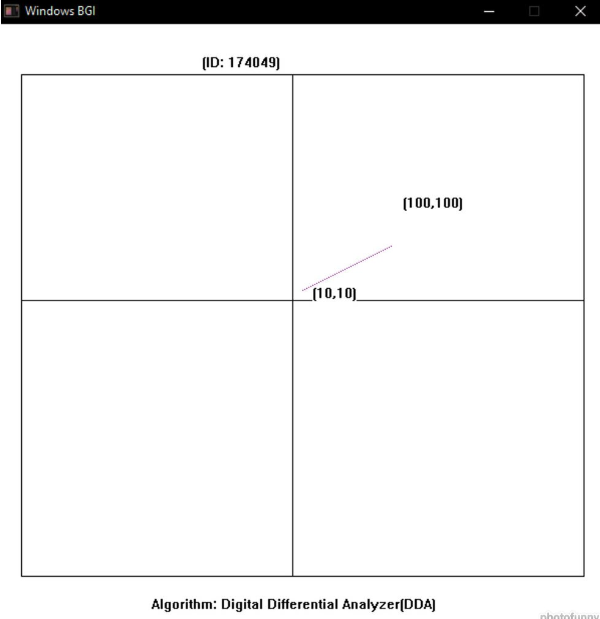 Windows BGI
(ID: 174049)
(100,100)
(10,10)
Algorithm: Digital Differential Analyzer(DDA)
photofunny